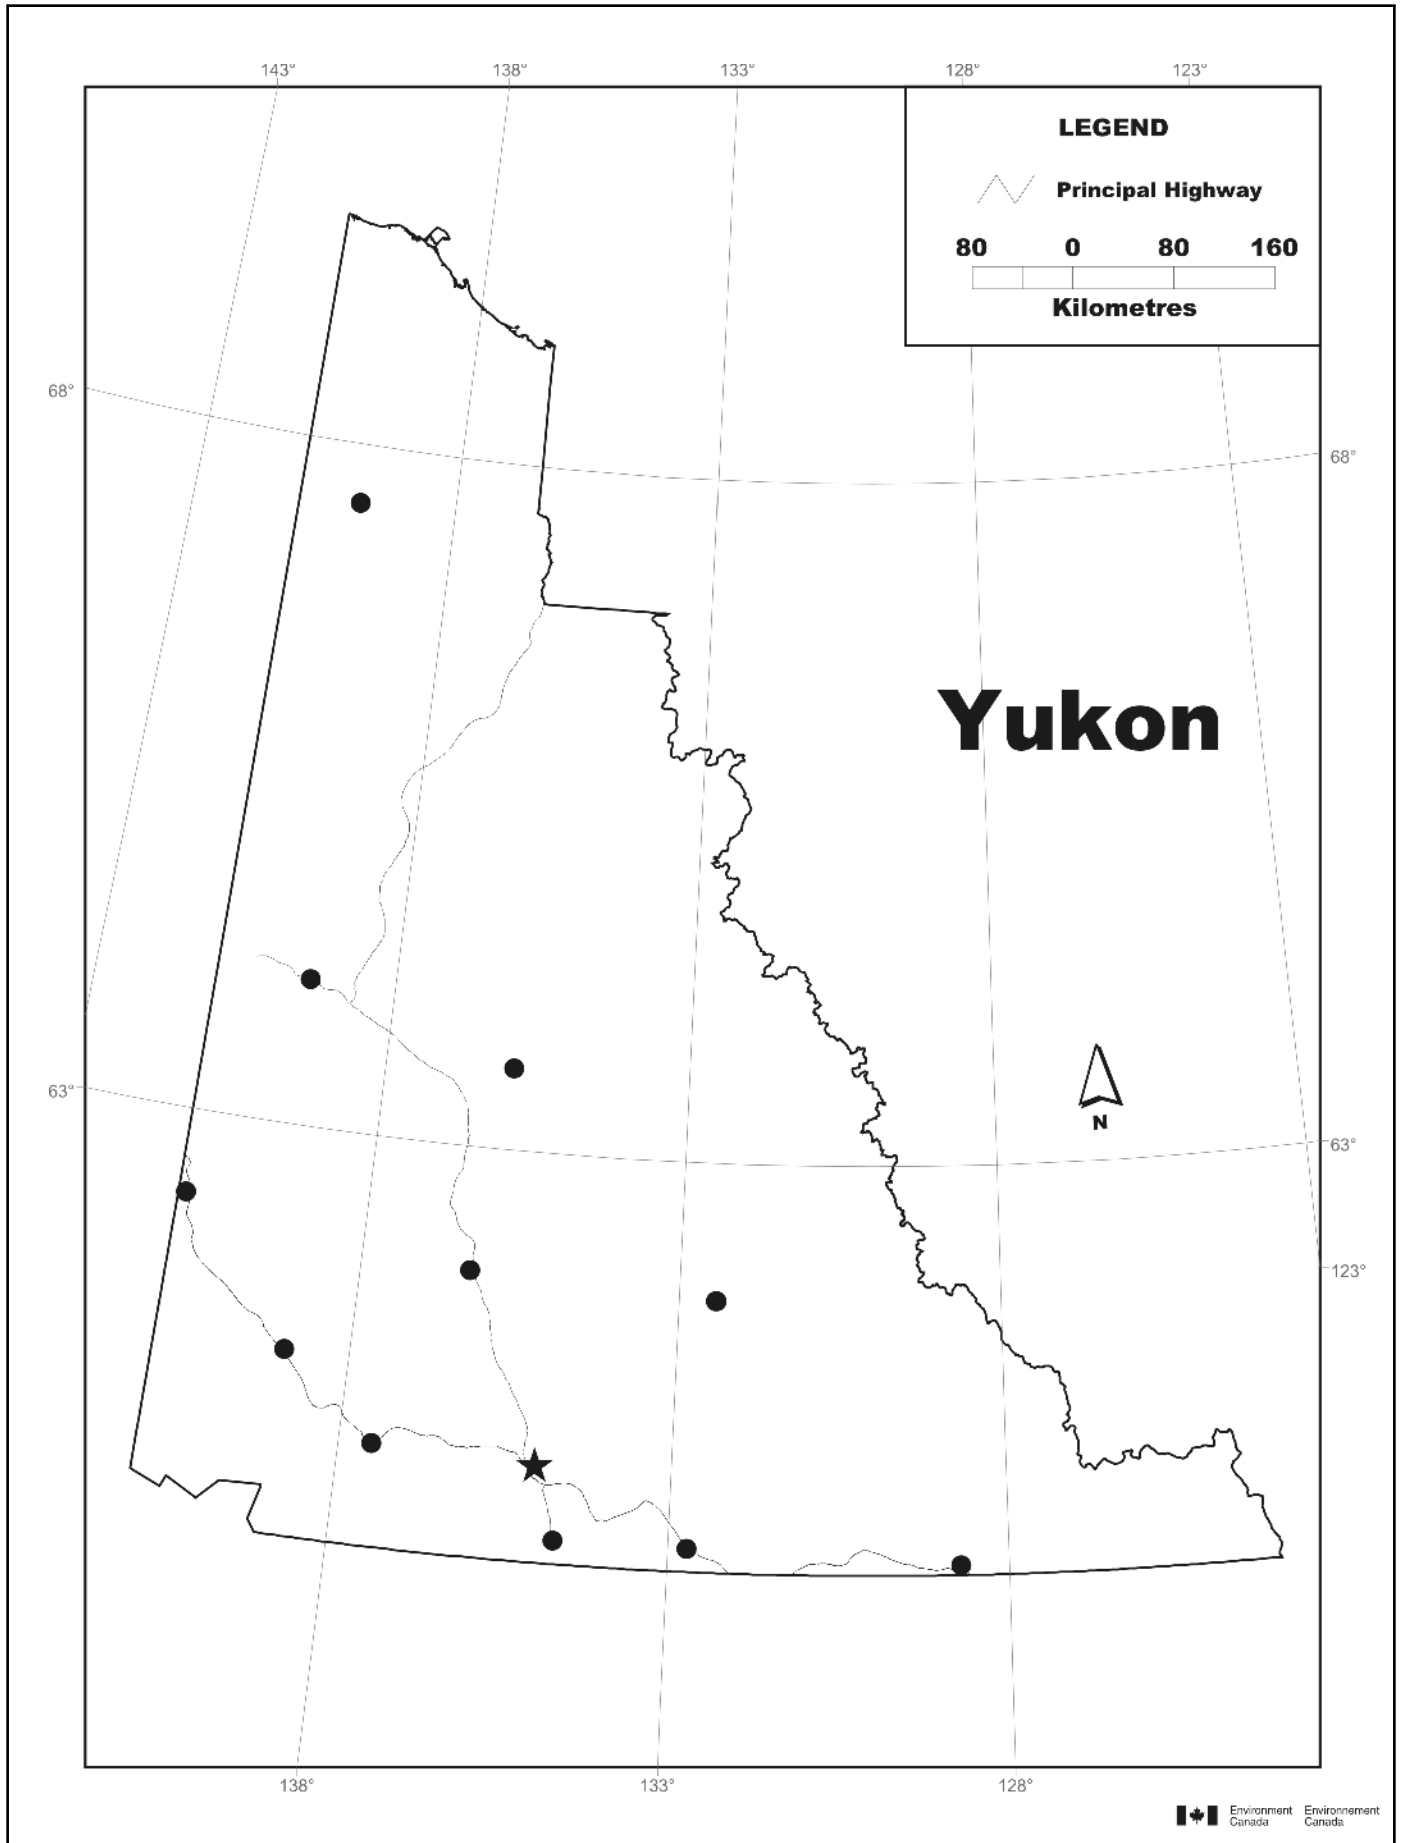 143° 138° 133° 128° 123°
LEGEND
Principal Highway
80 0 80 160
Kilometres
68°
68°
Yukon
N
63°
63°
123°
138° 133° 128°
Environment Environnement
Canada Canada